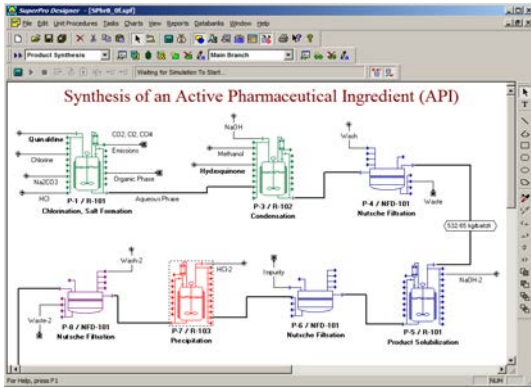 SuperPro Designer - [SPhr8_0f.spf]
File Edit Unit Procedures Tasks Charts View Reports Databanks Window Help
Product Synthesis
Main Branch
Waiting for Simulation To Start...
Synthesis of an Active Pharmaceutical Ingredient (API)
Quinaldine
CO2, Cl2, CCl4
Emissions
Chlorine
Na2CO3
Organic Phase
HCl
Aqueous Phase
P-1 / R-101
Chlorination, Salt Formation
NaOH
Methanol
Hydroquinone
P-3 / R-102
Condensation
Wash
P-4 / NFD-101
Nutsche Filtration
Waste
532.65 kg/batch
Wash-2
Waste-2
P-8 / NFD-101
Nutsche Filtration
HCl-2
P-7 / R-103
Precipitation
Impurity
P-6 / NFD-101
Nutsche Filtration
NaOH-2
P-5 / R-101
Product Solubilization
For Help, press F1
NUM